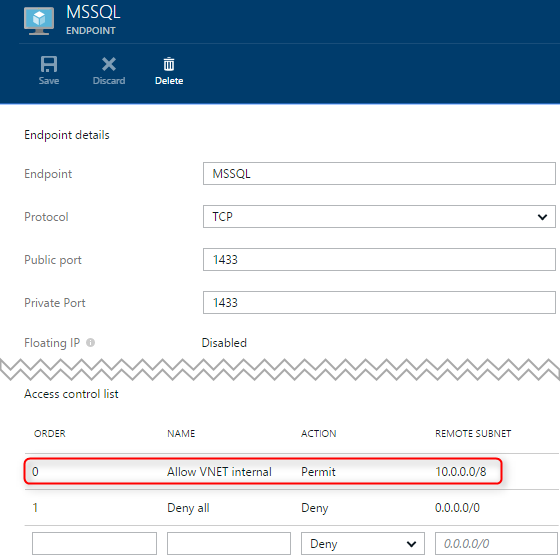 MSSQL
ENDPOINT
Save Discard Delete
Endpoint details
Endpoint MSSQL
Protocol TCP
Public port 1433
Private Port 1433
Floating IP Disabled
Access control list
ORDER NAME ACTION REMOTE SUBNET
0 Allow VNET internal Permit 10.0.0.0/8
1 Deny all Deny 0.0.0.0/0
Deny 0.0.0.0/0